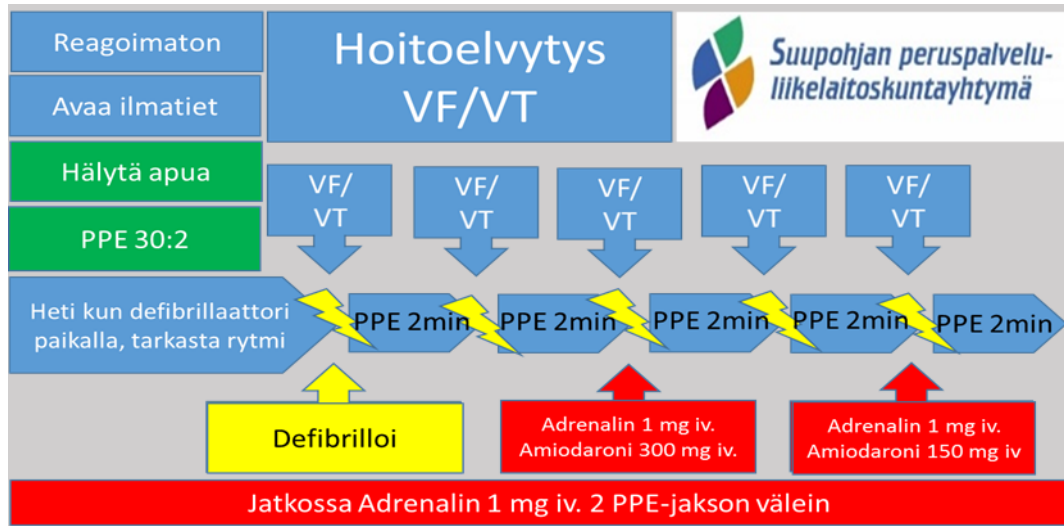 Reagoimaton
Avaa ilmatiet
Hälytä apua
PPE 30:2
Hoitoelvytys
VF/VT
Suupohjan peruspalvelu-
liikelaitoskuntayhtymä
VF/
VT
VF/
VT
VF/
VT
VF/
VT
VF/
VT
Heti kun defibrillaattori
paikalla, tarkasta rytmi
PPE 2min
PPE 2min
PPE 2min
PPE 2min
PPE 2min
Defibrilloi
Adrenalin 1 mg iv.
Amiodaroni 300 mg iv.
Adrenalin 1 mg iv.
Amiodaroni 150 mg iv
Jatkossa Adrenalin 1 mg iv. 2 PPE-jakson välein